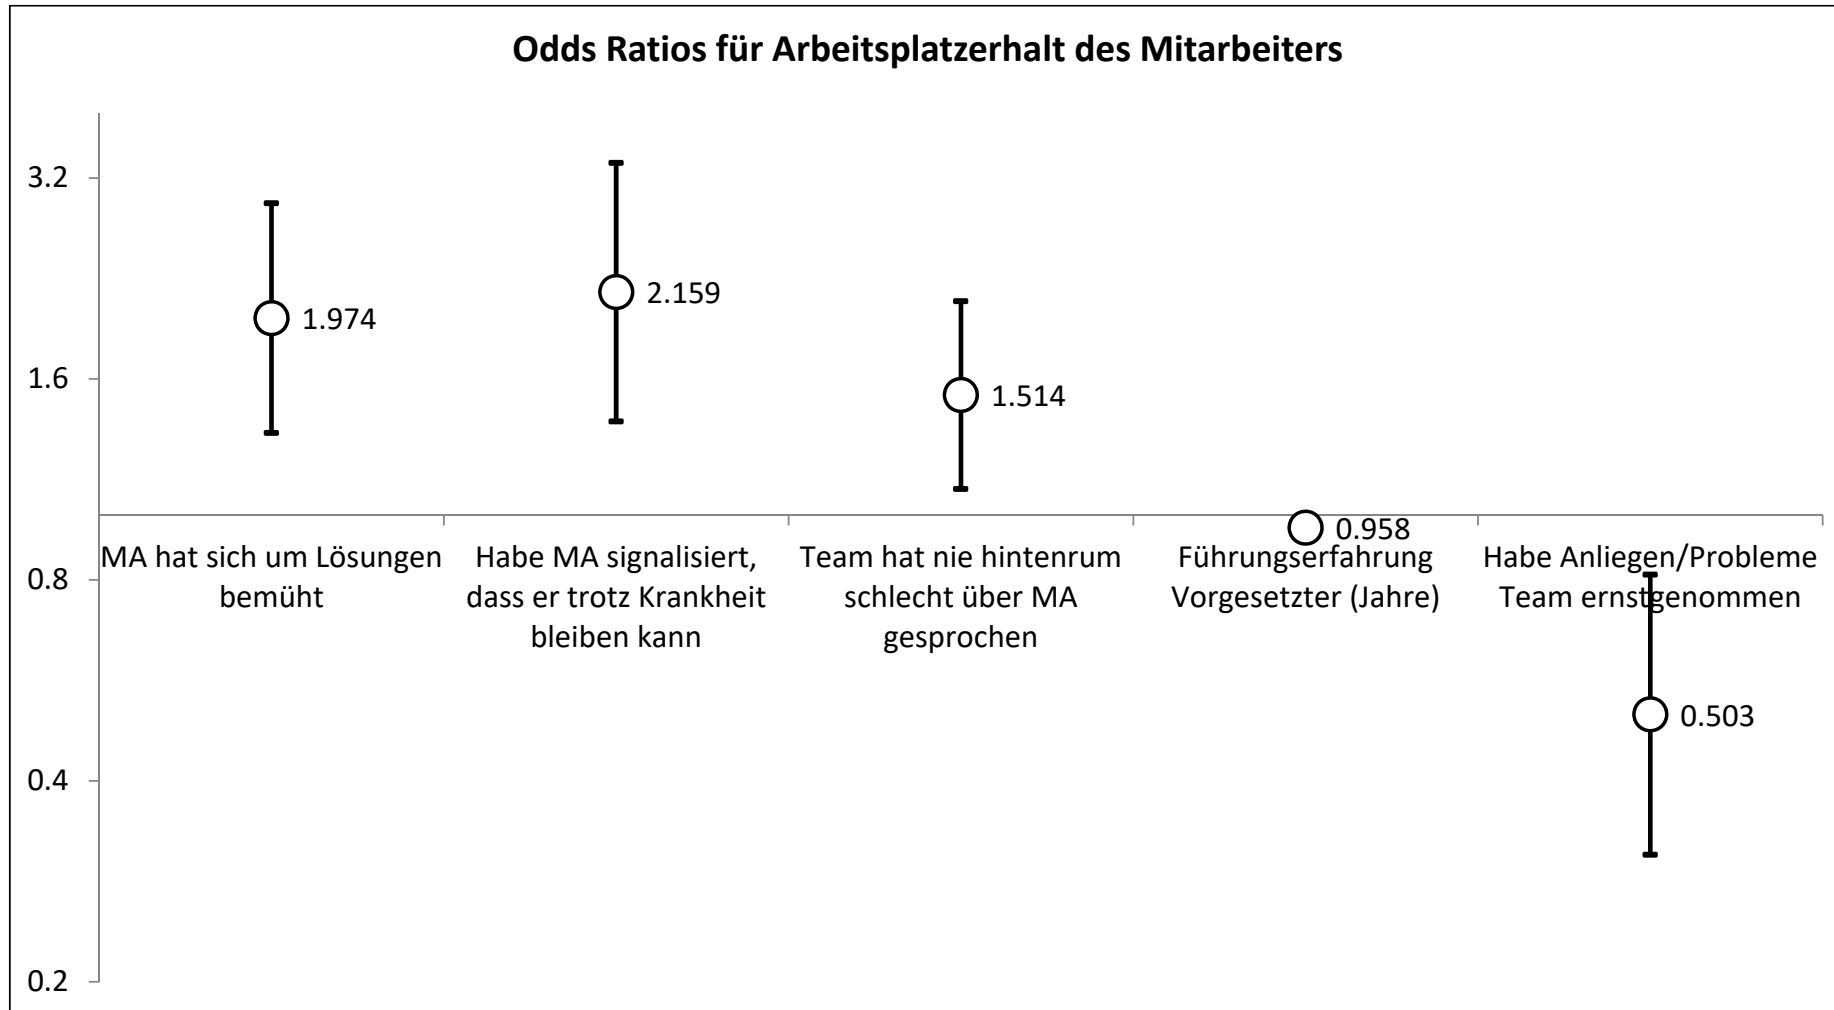 Odds Ratios für Arbeitsplatzerhalt des Mitarbeiters
3.2
1.6
0.8
0.4
0.2
1.974
2.159
1.514
0.958
0.503
MA hat sich um Lösungen
bemüht
Habe MA signalisiert,
dass er trotz Krankheit
bleiben kann
Team hat nie hintenrum
schlecht über MA
gesprochen
Führungserfahrung
Vorgesetzter (Jahre)
Habe Anliegen/Probleme
Team ernstgenommen